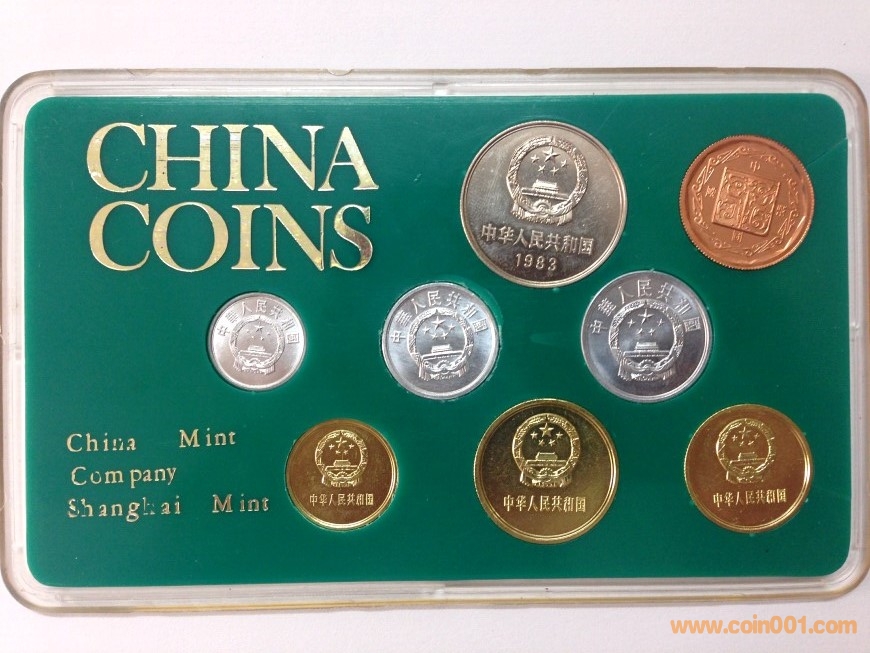 CHINA
COINS
中华人民共和国
1983
中華人民共和国
中華人民共和国
中華人民共和国
China Mint
Company
Shanghai Mint
中华人民共和国
中华人民共和国
中华人民共和国
www.coin001.com